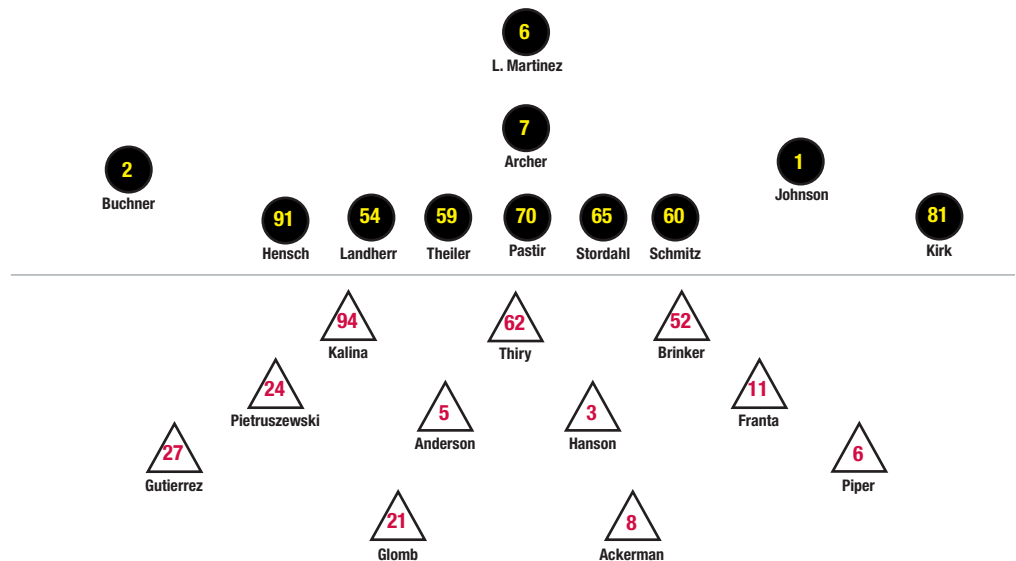 6
L. Martinez
7
Archer
2
Buchner
1
Johnson
91
Hensch
54
Landherr
59
Theiler
70
Pastir
65
Stordahl
60
Schmitz
81
Kirk
94
Kalina
62
Thiry
52
Brinker
24
Pietruszewski
5
Anderson
3
Hanson
11
Franta
27
Gutierrez
6
Piper
21
Glomb
8
Ackerman